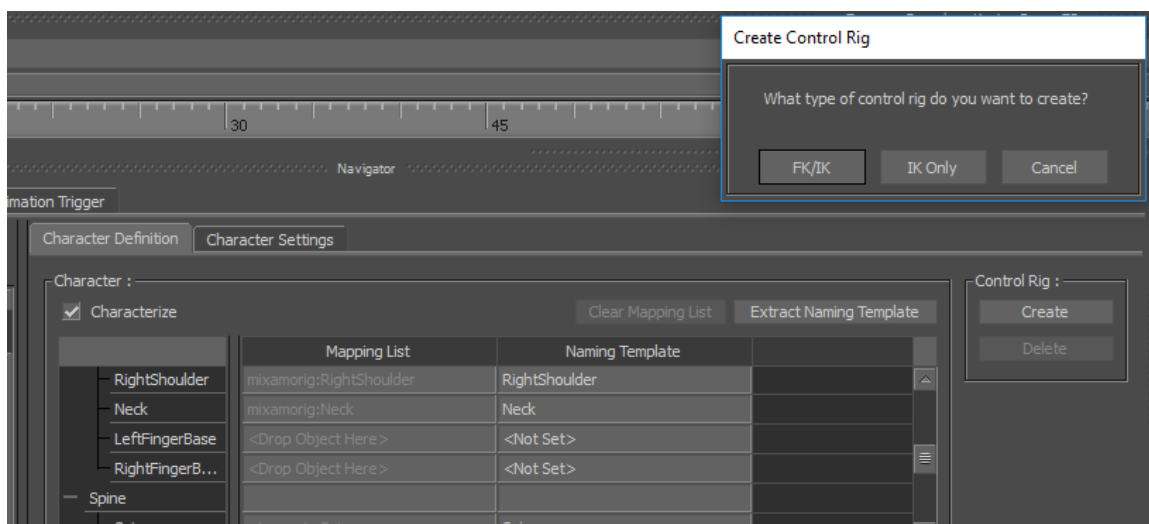 Create Control Rig
What type of control rig do you want to create?
FK/IK IK Only Cancel
30 45
Navigator
imation Trigger
Character Definition Character Settings
Character : Control Rig :
Characterize Clear Mapping List Extract Naming Template Create
Mapping List Naming Template Delete
RightShoulder mixamorig:RightShoulder RightShoulder
Neck mixamorig:Neck Neck
LeftFingerBase <Drop Object Here> <Not Set>
RightFingerB... <Drop Object Here> <Not Set>
Spine